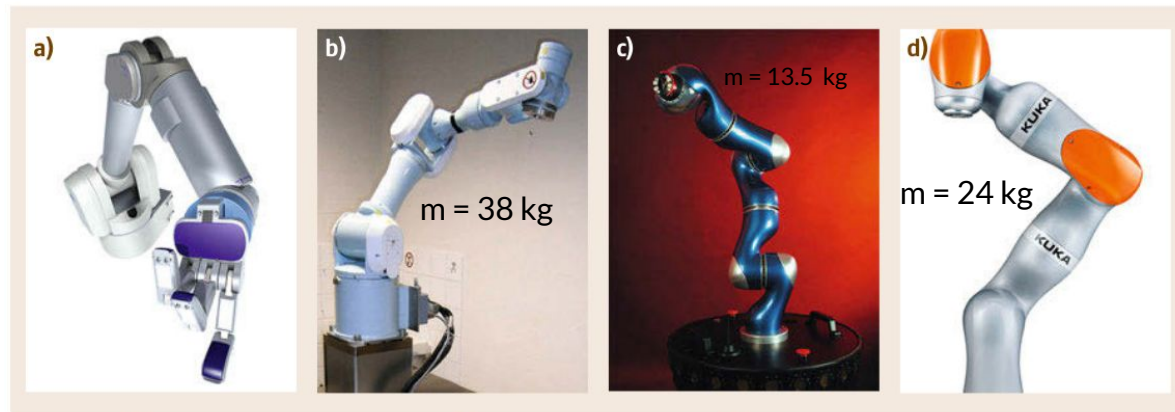 a)
b)
c)
d)
m = 38 kg
m = 13.5 kg
m = 24 kg
KUKA
KUKA